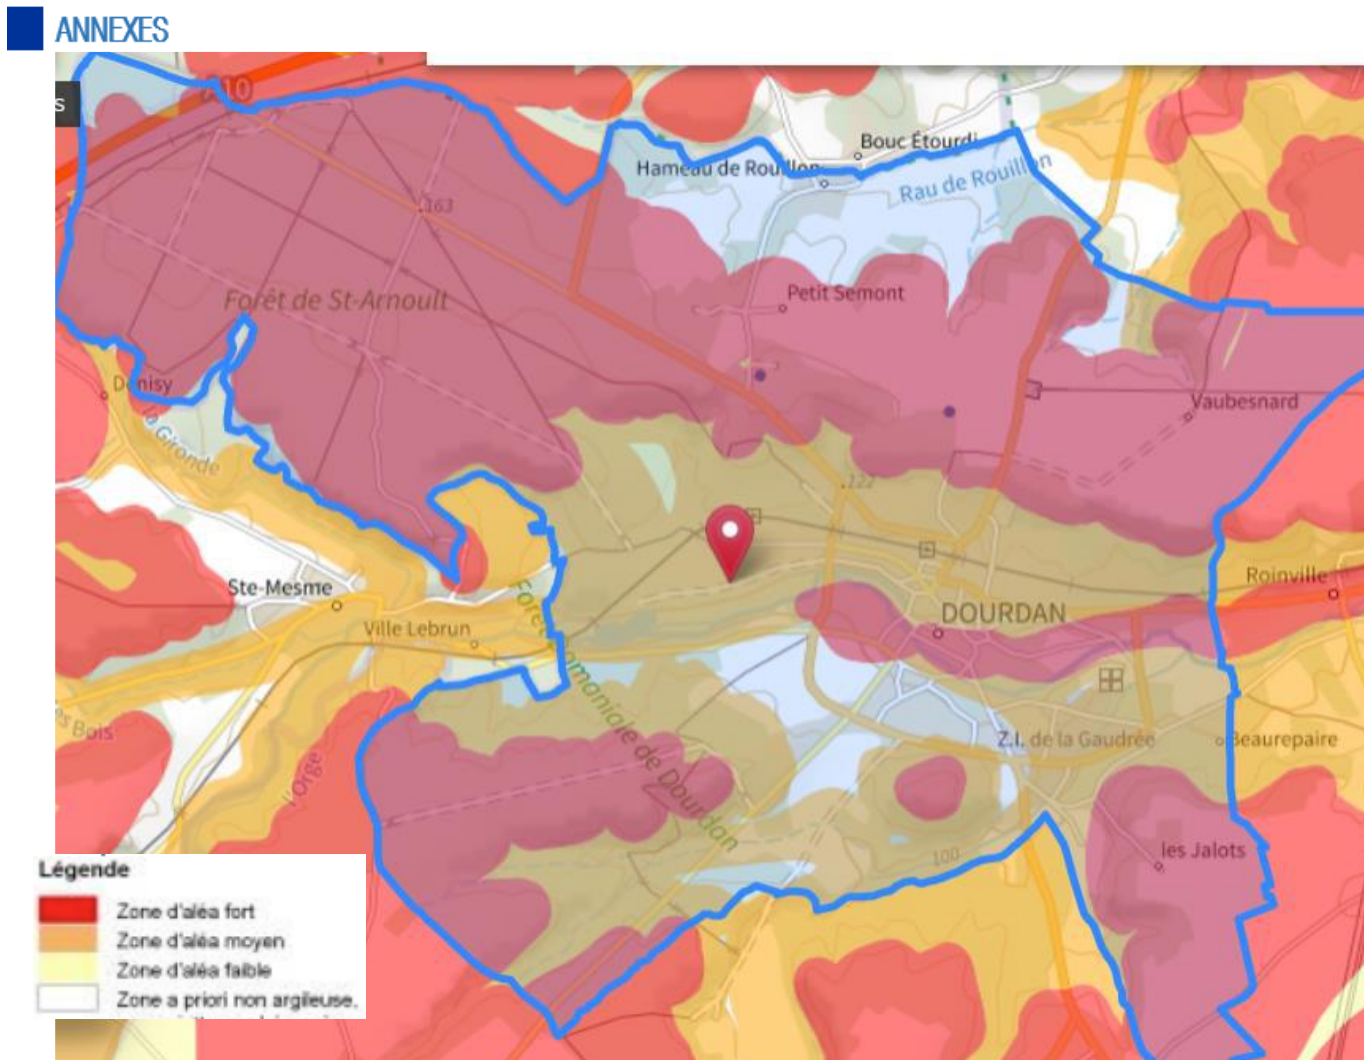 ANNEXES
s
A10
Bouc Étourdi
Hameau de Rouillon
Rau de Rouillon
163
Forêt de St-Arnoult
Petit Semont
Denisy
la Gironde
Vaubesnard
122
Ste-Mesme
Ville Lebrun
Roinville
DOURDAN
Forêt Domaniale de Dourdan
es Bois
l'Orge
Z.I. de la Gaudrée
Beaurepaire
100
les Jalots
Légende
Zone d'aléa fort
Zone d'aléa moyen
Zone d'aléa faible
Zone a priori non argileuse.